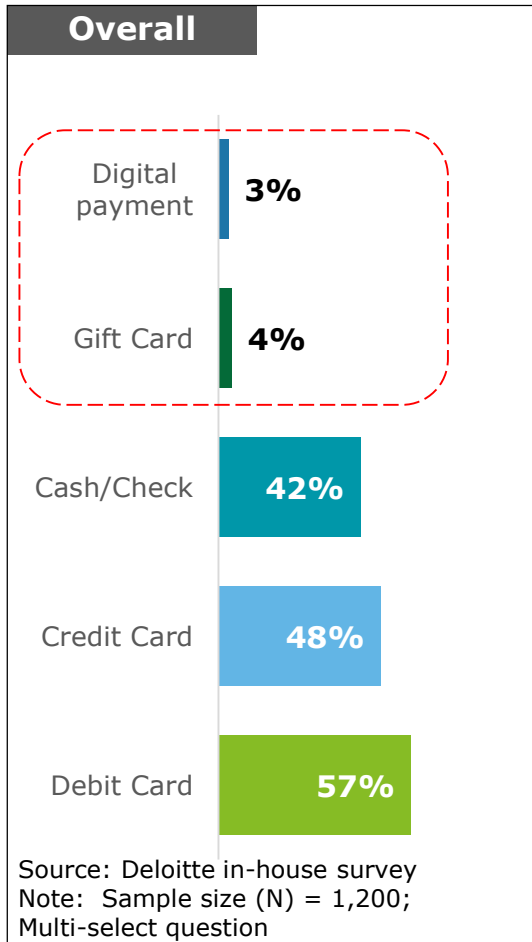 Overall
Digital
payment
3%
Gift Card
4%
Cash/Check
42%
Credit Card
48%
Debit Card
57%
Source: Deloitte in-house survey
Note:  Sample size (N) = 1,200;
Multi-select question